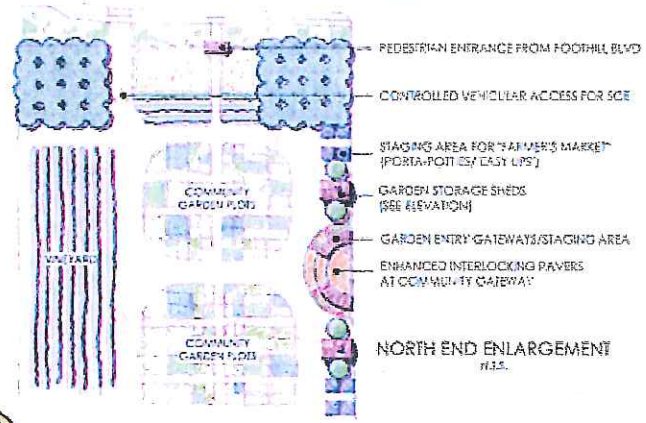 PEDESTRIAN ENTRANCE FROM FOOTHILL BLVD
CONTROLLED VEHICULAR ACCESS FOR SCE
STAGING AREA FOR "FARMER'S MARKET"
(PORTA-POTTIES/ EASY UPS')
GARDEN STORAGE SHEDS
(SEE ELEVATION)
GARDEN ENTRY GATEWAYS/STAGING AREA
ENHANCED INTERLOCKING PAVERS
AT COMMUNITY GATEWAY
COMMUNITY
GARDEN PLOTS
VINEYARD
COMMUNITY
GARDEN PLOTS
NORTH END ENLARGEMENT
N.T.S.